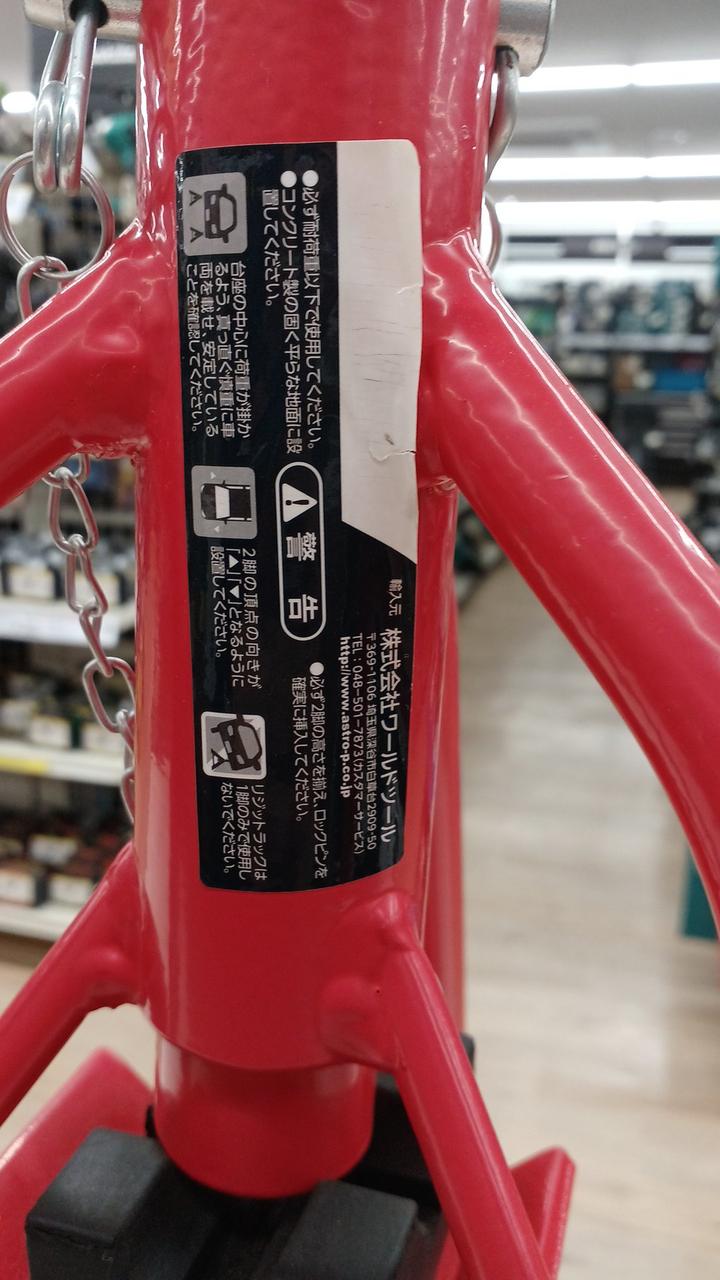 輸入元
株式会社ワールドツール
〒369-1106 埼玉県深谷市白草台2909-50
TEL：048-501-7873(カスタマーサービス)
http://www.astro-p.co.jp
警告
●必ず耐荷重以下で使用してください。
●コンクリート製の固く平らな地面に設
置してください。
●必ず2脚の高さを揃え、ロックピンを
確実に挿入してください。
台座の中心に荷重が掛か
るよう、真っ直ぐ慎重に車
両を載せ、安定している
ことを確認してください。
2脚の頂点の向きが
「▲」「▼」となるように
設置してください。
リジットラックは
1脚のみで使用し
ないでください。